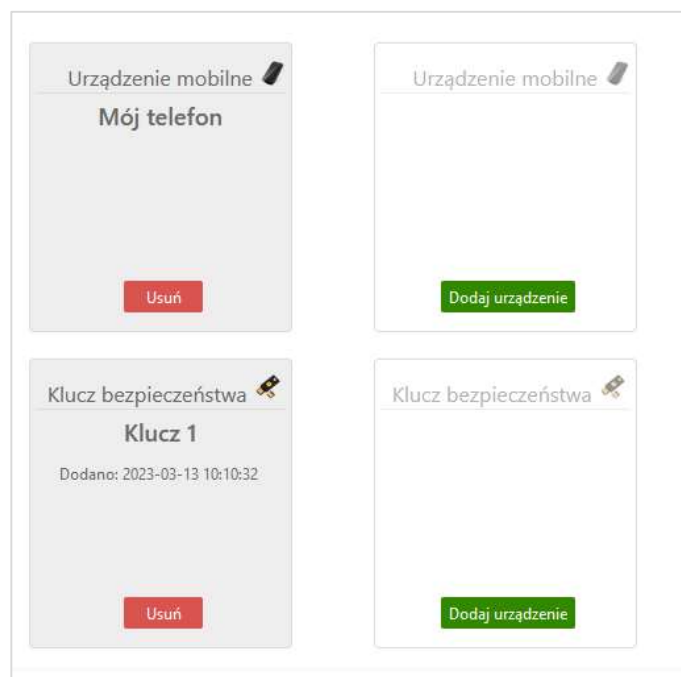 Urządzenie mobilne
Mój telefon
Usuń
Urządzenie mobilne
Dodaj urządzenie
Klucz bezpieczeństwa
Klucz 1
Dodano: 2023-03-13 10:10:32
Usuń
Klucz bezpieczeństwa
Dodaj urządzenie